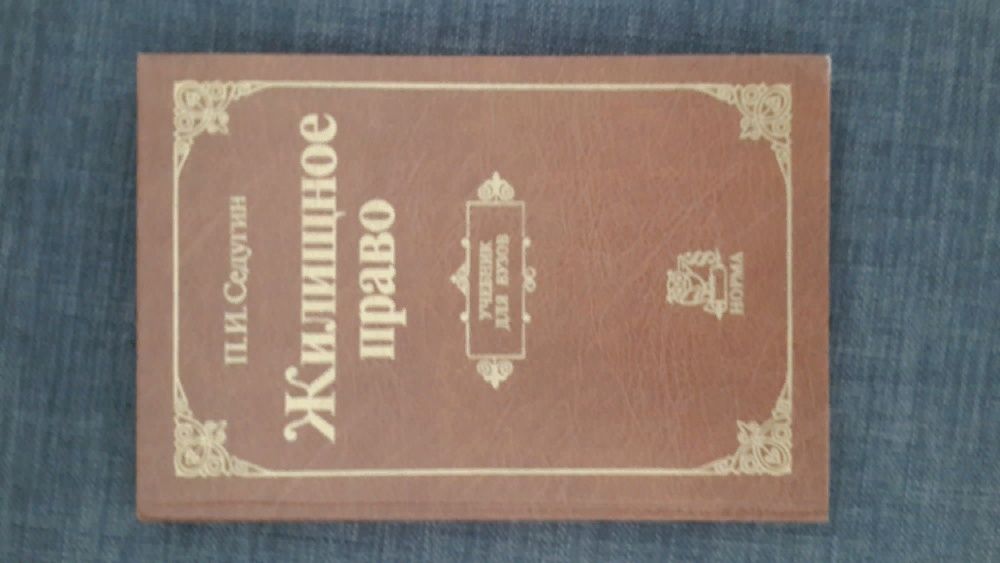 П.И.Седугин
Жилищное
право
УЧЕБНИК
ДЛЯ ВУЗОВ
НОРМА